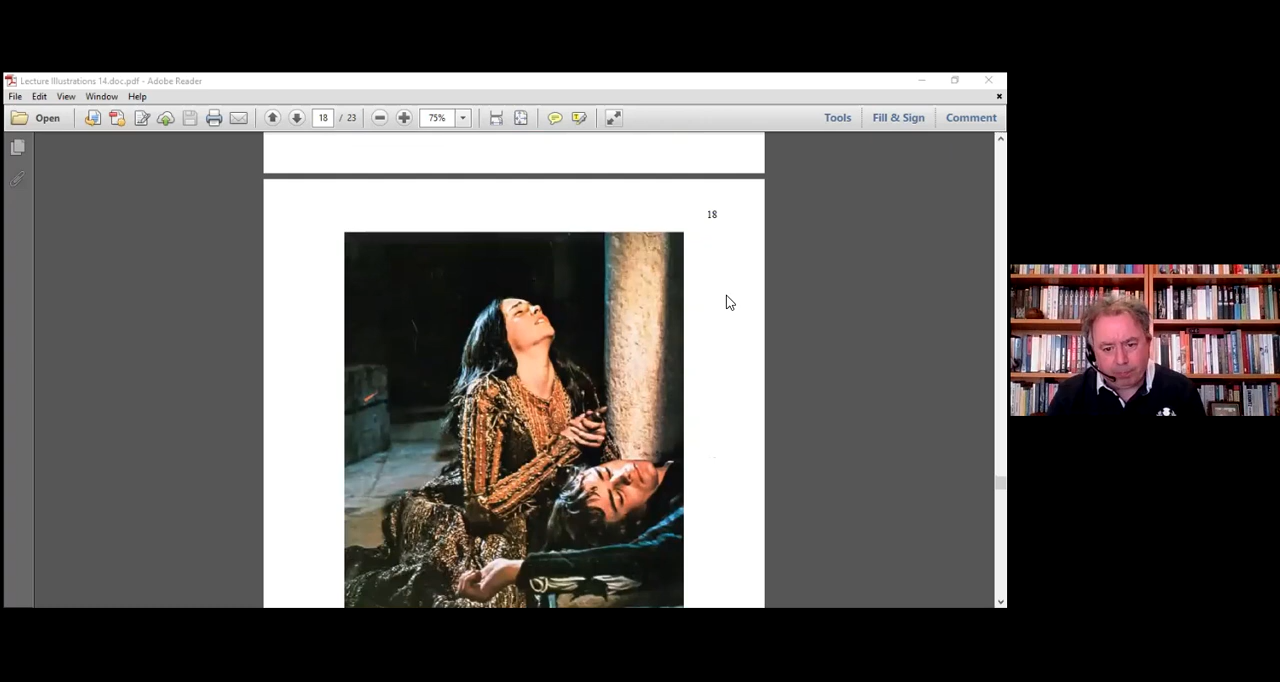 Lecture Illustrations 14.doc.pdf - Adobe Reader
File Edit View Window Help
Open 18 / 23 75% Tools Fill & Sign Comment
18